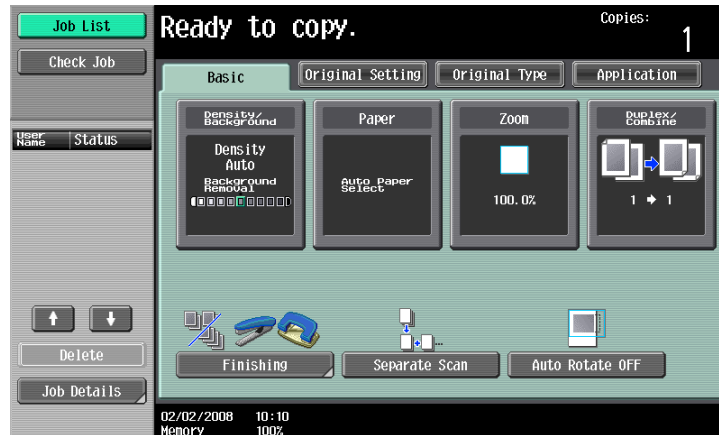 Job List
Ready to copy.
Copies:
1
Check Job
Basic
Original Setting
Original Type
Application
Density/
Background
Paper
Zoom
Duplex/
Combine
User
Name
Status
Density
Auto
Background
Removal
Auto Paper
Select
100.0%
1 → 1
Delete
Job Details
Finishing
Separate Scan
Auto Rotate OFF
02/02/2008 10:10
Memory 100%